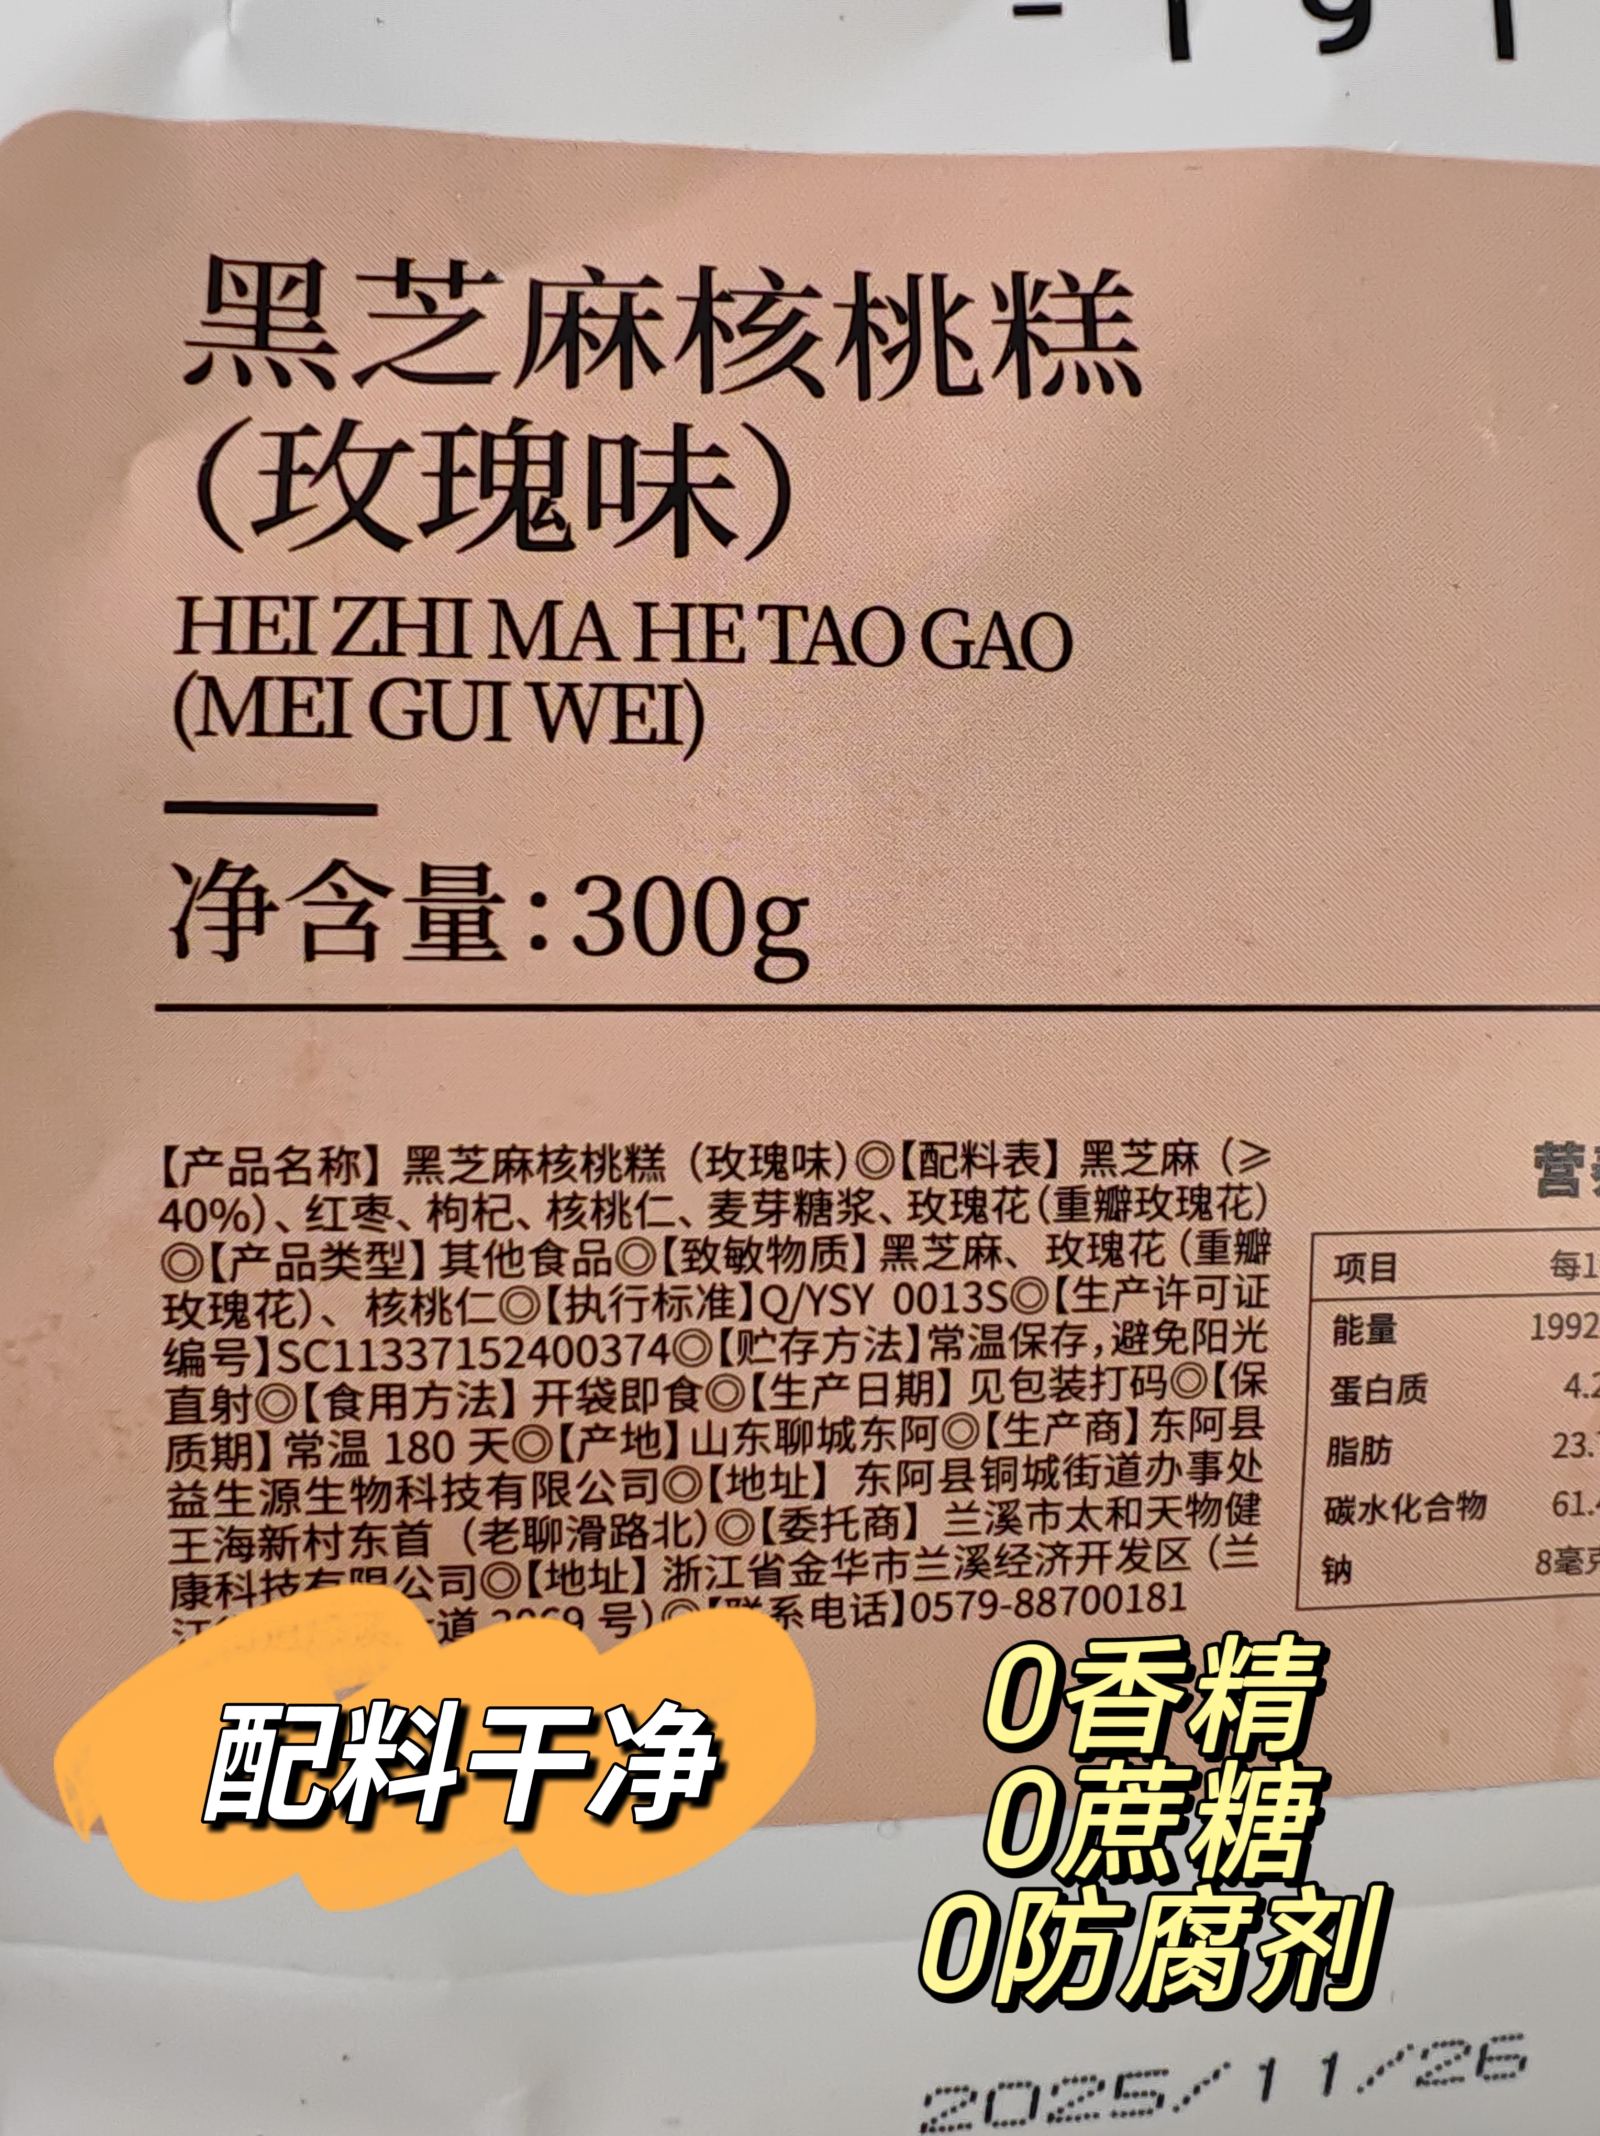 黑芝麻核桃糕
(玫瑰味)
HEI ZHI MA HE TAO GAO
(MEI GUI WEI)
净含量:300g
【产品名称】黑芝麻核桃糕（玫瑰味）◎【配料表】黑芝麻（≥
40%）、红枣、枸杞、核桃仁、麦芽糖浆、玫瑰花(重瓣玫瑰花)
◎【产品类型】其他食品◎【致敏物质】黑芝麻、玫瑰花（重瓣
玫瑰花）、核桃仁◎【执行标准】Q/YSY 0013S◎【生产许可证
编号】SC11337152400374◎【贮存方法】常温保存,避免阳光
直射◎【食用方法】开袋即食◎【生产日期】见包装打码◎【保
质期】常温 180 天◎【产地】山东聊城东阿◎【生产商】东阿县
益生源生物科技有限公司◎【地址】东阿县铜城街道办事处
王海新村东首（老聊滑路北）◎【委托商】兰溪市太和天物健
康科技有限公司◎【地址】浙江省金华市兰溪经济开发区（兰
道 2069 号）◎【联系电话】0579-88700181
项目 每1
能量 1992
蛋白质 4.2
脂肪 23.
碳水化合物 61.
钠 8毫克
配料干净
0香精
0蔗糖
0防腐剂
2025/11/26